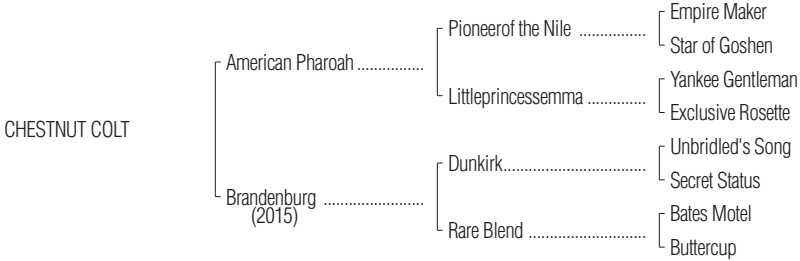 Empire Maker
Pioneerof the Nile ................
Star of Goshen
American Pharoah ................
Yankee Gentleman
Littleprincessemma ..............
Exclusive Rosette
CHESTNUT COLT
Unbridled's Song
Dunkirk..................................
Secret Status
Brandenburg ........................
(2015)
Bates Motel
Rare Blend ............................
Buttercup